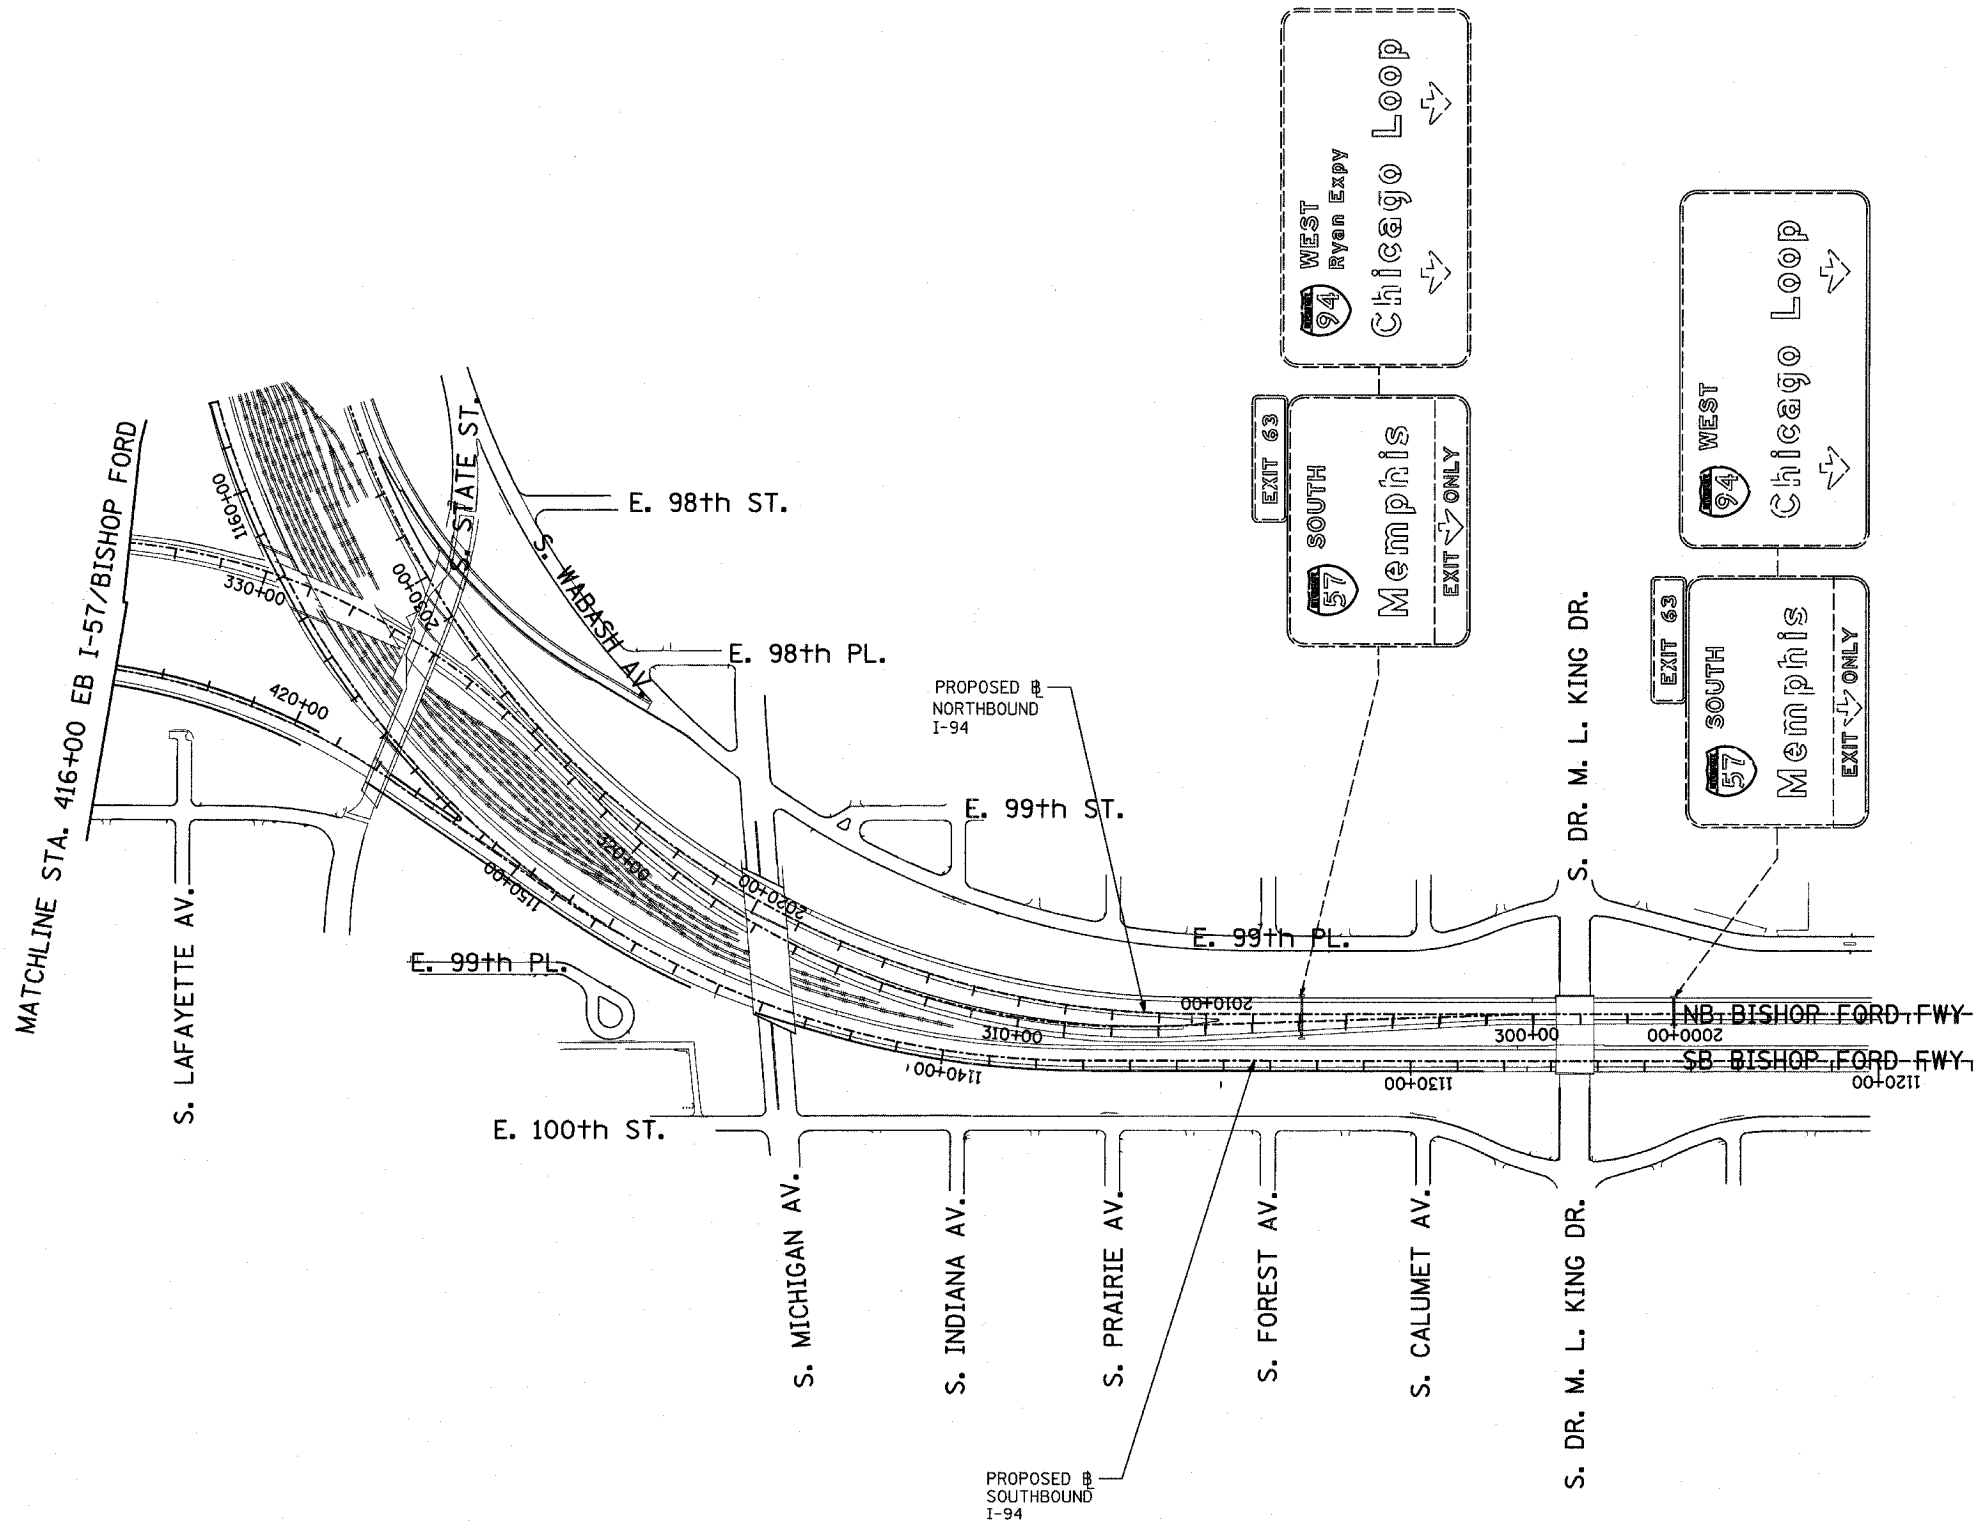 MATCHLINE STA. 416+00 EB I-57/BISHOP FORD
94 WEST
Ryan Expy
Chicago Loop
EXIT 63
57 SOUTH
Memphis
EXIT ONLY
94 WEST
Chicago Loop
EXIT 63
57 SOUTH
Memphis
EXIT ONLY
S. STATE ST.
E. 98th ST.
S. WABASH AV.
E. 98th PL.
1160+00
330+00
2030+00
420+00
PROPOSED
NORTHBOUND
I-94
E. 99th ST.
S. DR. M. L. KING DR.
320+00
2020+00
1150+00
S. LAFAYETTE AV.
E. 99th PL.
E. 99th PL.
2010+00
310+00
300+00
2000+00
NB BISHOP FORD FWY
SB BISHOP FORD FWY
1140+00
1130+00
1120+00
E. 100th ST.
S. MICHIGAN AV.
S. INDIANA AV.
S. PRAIRIE AV.
S. FOREST AV.
S. CALUMET AV.
S. DR. M. L. KING DR.
PROPOSED
SOUTHBOUND
I-94